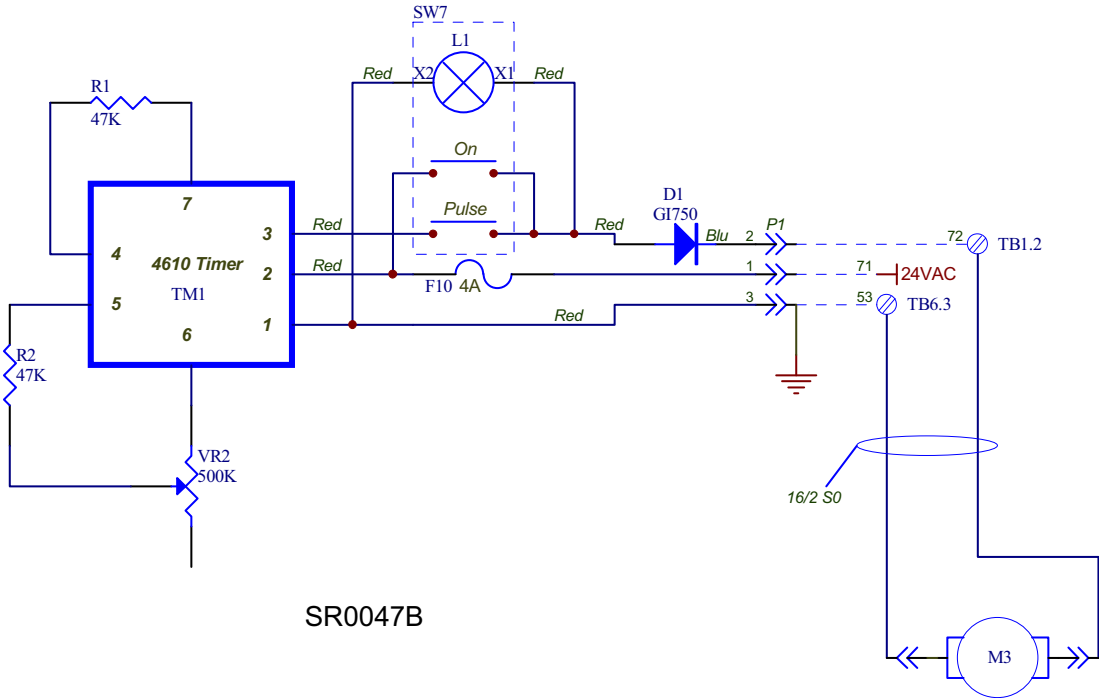 SW7
L1
Red
X2
X1
Red
R1
47K
On
Pulse
7
4
5
6
3
2
1
4610 Timer
TM1
Red
Red
Red
D1
GI750
Blu
2
P1
1
3
72
TB1.2
71
24VAC
53
TB6.3
F10
4A
Red
R2
47K
VR2
500K
16/2 S0
SR0047B
M3